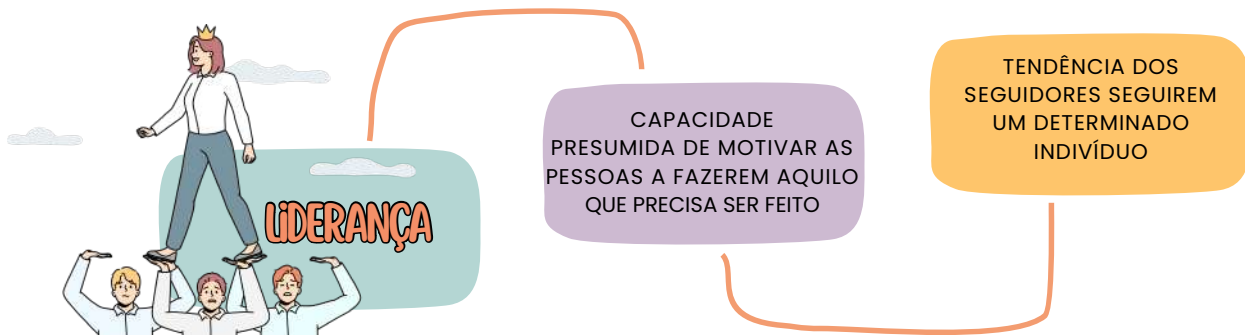 LiDERANÇA
CAPACIDADE
PRESUMIDA DE MOTIVAR AS
PESSOAS A FAZEREM AQUILO
QUE PRECISA SER FEITO
TENDÊNCIA DOS
SEGUIDORES SEGUIREM
UM DETERMINADO
INDIVÍDUO